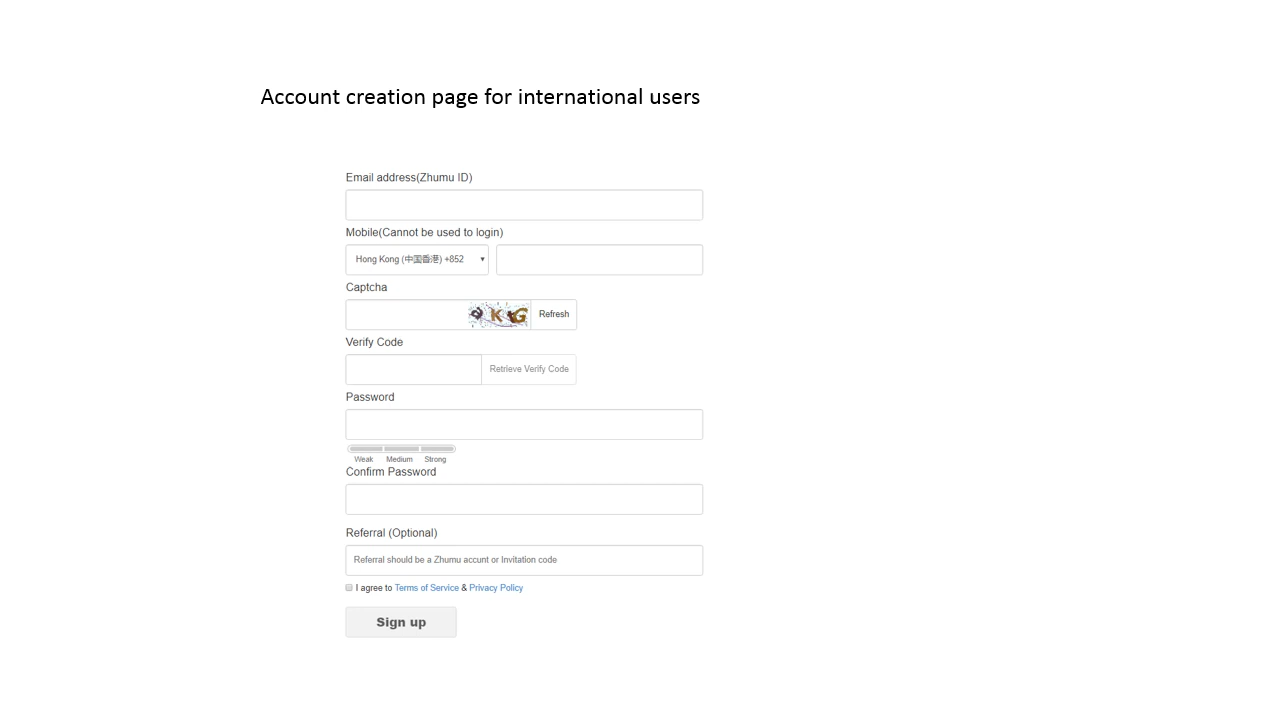 Account creation page for international users
Email address(Zhumu ID)
Mobile(Cannot be used to login)
Hong Kong (中国香港) +852
Captcha
K G Refresh
Verify Code
Retrieve Verify Code
Password
Weak Medium Strong
Confirm Password
Referral (Optional)
Referral should be a Zhumu accunt or Invitation code
I agree to Terms of Service & Privacy Policy
Sign up